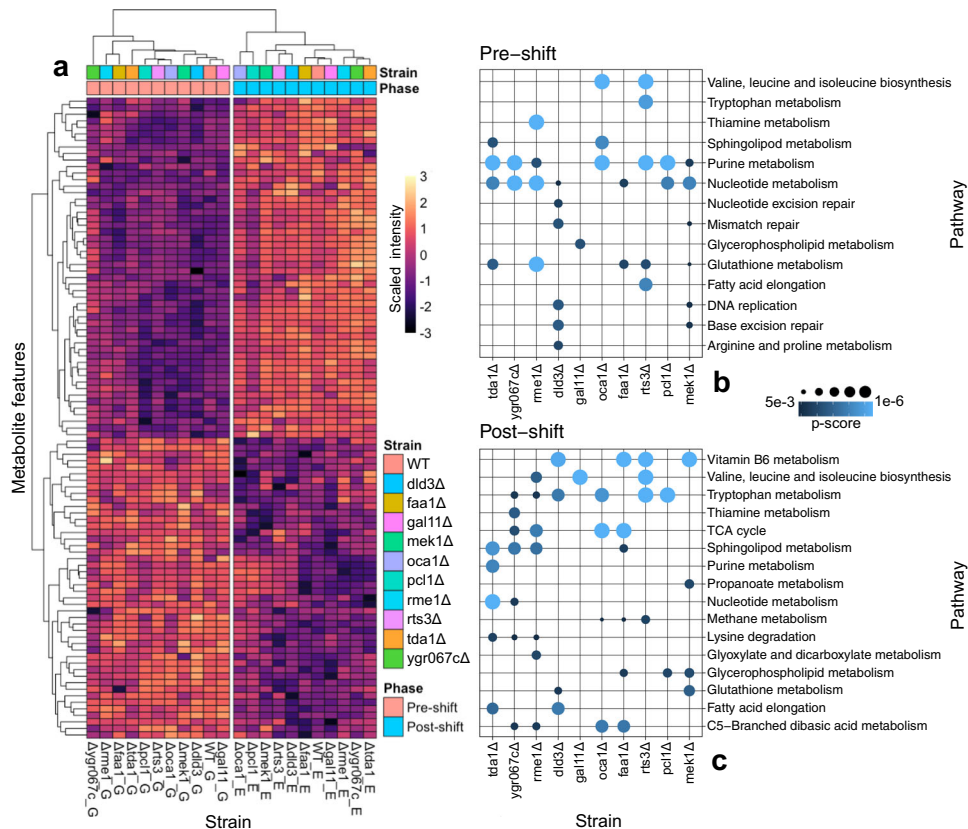 a
Strain
Phase
Metabolite features
3
2
1
0
-1
-2
-3
Scaled intensity
Strain
WT
dld3Δ
faa1Δ
gal11Δ
mek1Δ
oca1Δ
pcl1Δ
rme1Δ
rts3Δ
tda1Δ
ygr067cΔ
Phase
Pre-shift
Post-shift
Δygr067c_G
Δrme1_G
Δfaa1_G
Δtda1_G
Δpcl1_G
Δrts3_G
Δoca1_G
Δmek1_G
Δdld3_G
WT_G
Δgal11_G
Δoca1_E
Δpcl1_E
Δmek1_E
Δrts3_E
Δdld3_E
Δfaa1_E
WT_E
Δgal11_E
Δrme1_E
Δygr067c_E
Δtda1_E
Strain
Pre−shift
Valine, leucine and isoleucine biosynthesis
Tryptophan metabolism
Thiamine metabolism
Sphingolipod metabolism
Purine metabolism
Nucleotide metabolism
Nucleotide excision repair
Mismatch repair
Glycerophospholipid metabolism
Glutathione metabolism
Fatty acid elongation
DNA replication
Base excision repair
Arginine and proline metabolism
Pathway
tda1Δ
ygr067cΔ
rme1Δ
dld3Δ
gal11Δ
oca1Δ
faa1Δ
rts3Δ
pcl1Δ
mek1Δ
b
5e-3
1e-6
p-score
Post−shift
Vitamin B6 metabolism
Valine, leucine and isoleucine biosynthesis
Tryptophan metabolism
Thiamine metabolism
TCA cycle
Sphingolipod metabolism
Purine metabolism
Propanoate metabolism
Nucleotide metabolism
Methane metabolism
Lysine degradation
Glyoxylate and dicarboxylate metabolism
Glycerophospholipid metabolism
Glutathione metabolism
Fatty acid elongation
C5−Branched dibasic acid metabolism
Pathway
tda1Δ
ygr067cΔ
rme1Δ
dld3Δ
gal11Δ
oca1Δ
faa1Δ
rts3Δ
pcl1Δ
mek1Δ
c
Strain